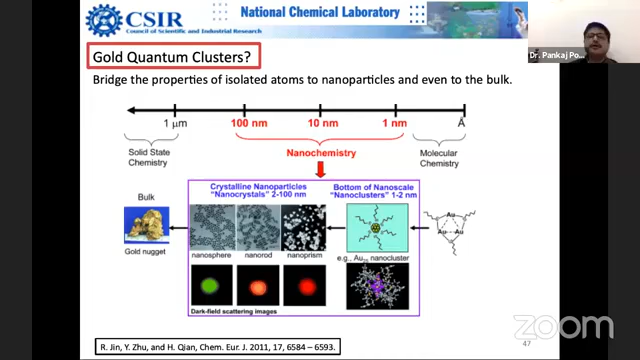 CSIR
Council of Scientific and Industrial Research
National Chemical Laboratory
Dr. Pankaj Po...
Gold Quantum Clusters?
Bridge the properties of isolated atoms to nanoparticles and even to the bulk.
1 μm
100 nm
10 nm
1 nm
Å
Solid State
Chemistry
Nanochemistry
Molecular
Chemistry
Crystalline Nanoparticles
"Nanocrystals" 2-100 nm
Bottom of Nanoscale
"Nanoclusters" 1-2 nm
Bulk
Au
Au
Au
Gold nugget
nanosphere
nanorod
nanoprism
nanocluster
Dark-field scattering images
R. Jin, Y. Zhu, and H. Qian, Chem. Eur. J. 2011, 17, 6584 – 6593.
zoom
47